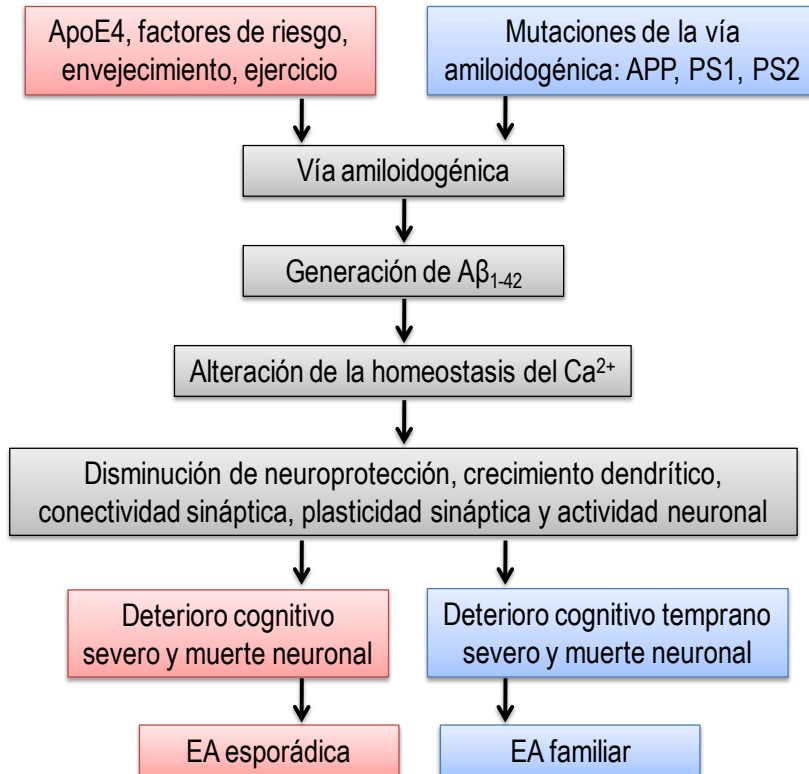 ApoE4, factores de riesgo,
envejecimiento, ejercicio
Mutaciones de la vía
amiloidogénica: APP, PS1, PS2
Vía amiloidogénica
Generación de Aβ₁₋₄₂
Alteración de la homeostasis del Ca²⁺
Disminución de neuroprotección, crecimiento dendrítico,
conectividad sináptica, plasticidad sináptica y actividad neuronal
Deterioro cognitivo
severo y muerte neuronal
Deterioro cognitivo temprano
severo y muerte neuronal
EA esporádica
EA familiar